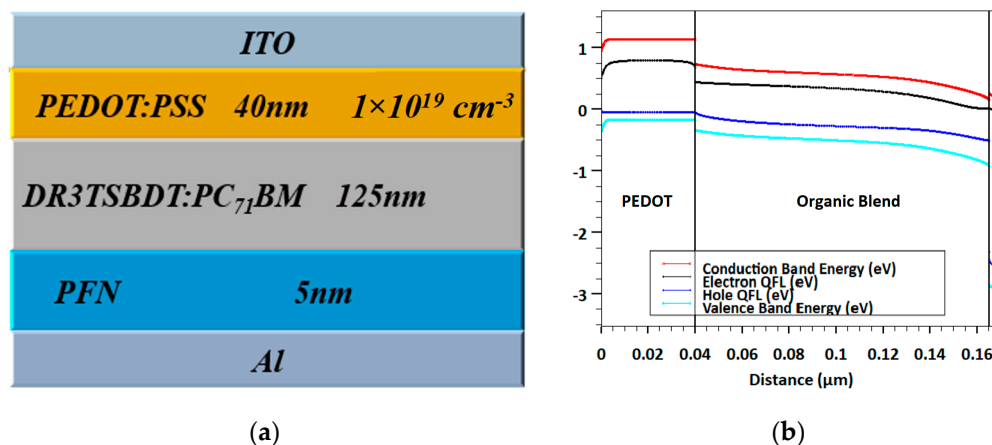 ITO
PEDOT:PSS 40nm 1×10¹⁹ cm⁻³
DR3TSBDT:PC₇₁BM 125nm
PFN 5nm
Al
(a)
1
0
-1
-2
-3
PEDOT
Organic Blend
Conduction Band Energy (eV)
Electron QFL (eV)
Hole QFL (eV)
Valence Band Energy (eV)
0 0.02 0.04 0.06 0.08 0.1 0.12 0.14 0.16
Distance (μm)
(b)